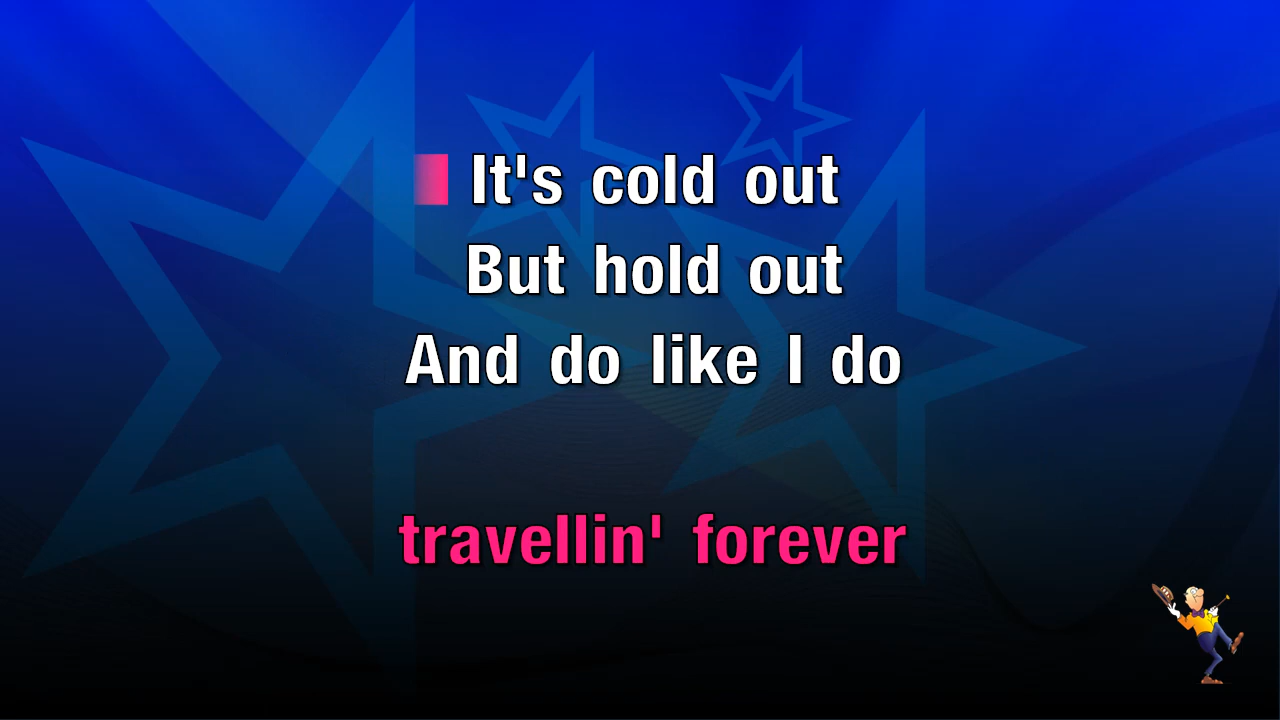 It's cold out
But hold out
And do like I do
travellin' forever